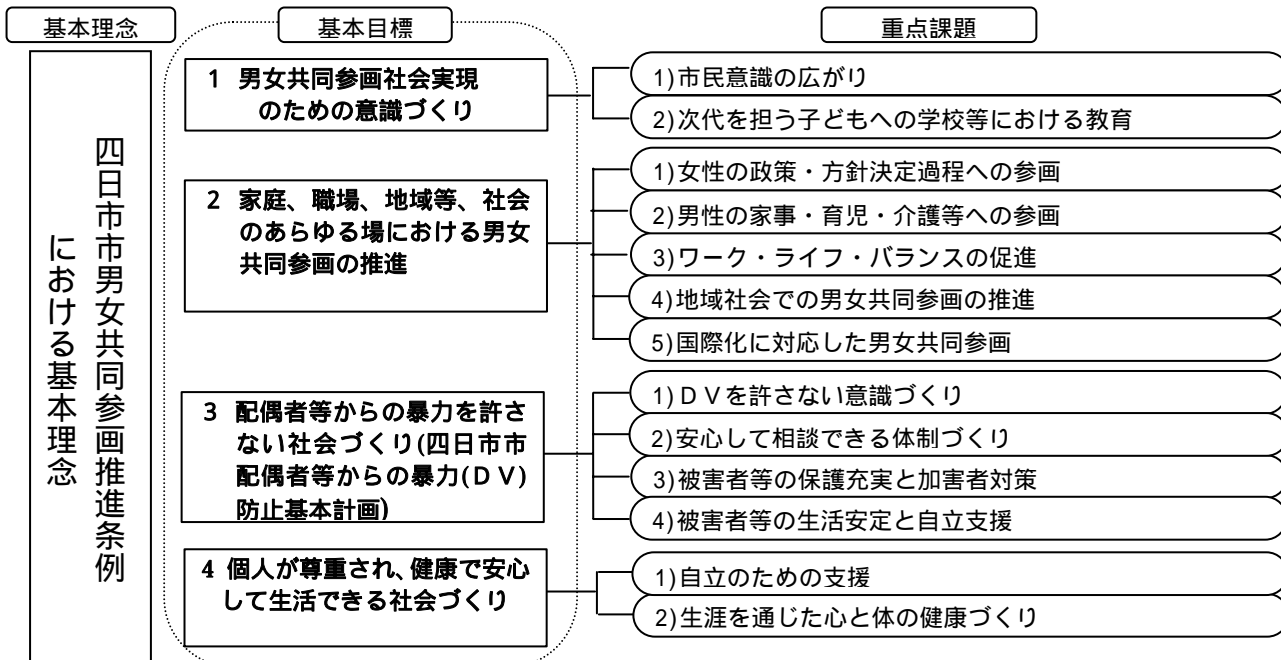 基本理念
基本目標
重点課題
四日市市男女共同参画推進条例
における基本理念
1 男女共同参画社会実現
のための意識づくり
1)市民意識の広がり
2)次代を担う子どもへの学校等における教育
2 家庭、職場、地域等、社会
のあらゆる場における男女
共同参画の推進
1)女性の政策・方針決定過程への参画
2)男性の家事・育児・介護等への参画
3)ワーク・ライフ・バランスの促進
4)地域社会での男女共同参画の推進
5)国際化に対応した男女共同参画
3 配偶者等からの暴力を許さ
ない社会づくり(四日市市
配偶者等からの暴力(ＤＶ)
防止基本計画)
1)ＤＶを許さない意識づくり
2)安心して相談できる体制づくり
3)被害者等の保護充実と加害者対策
4)被害者等の生活安定と自立支援
4 個人が尊重され、健康で安心
して生活できる社会づくり
1)自立のための支援
2)生涯を通じた心と体の健康づくり